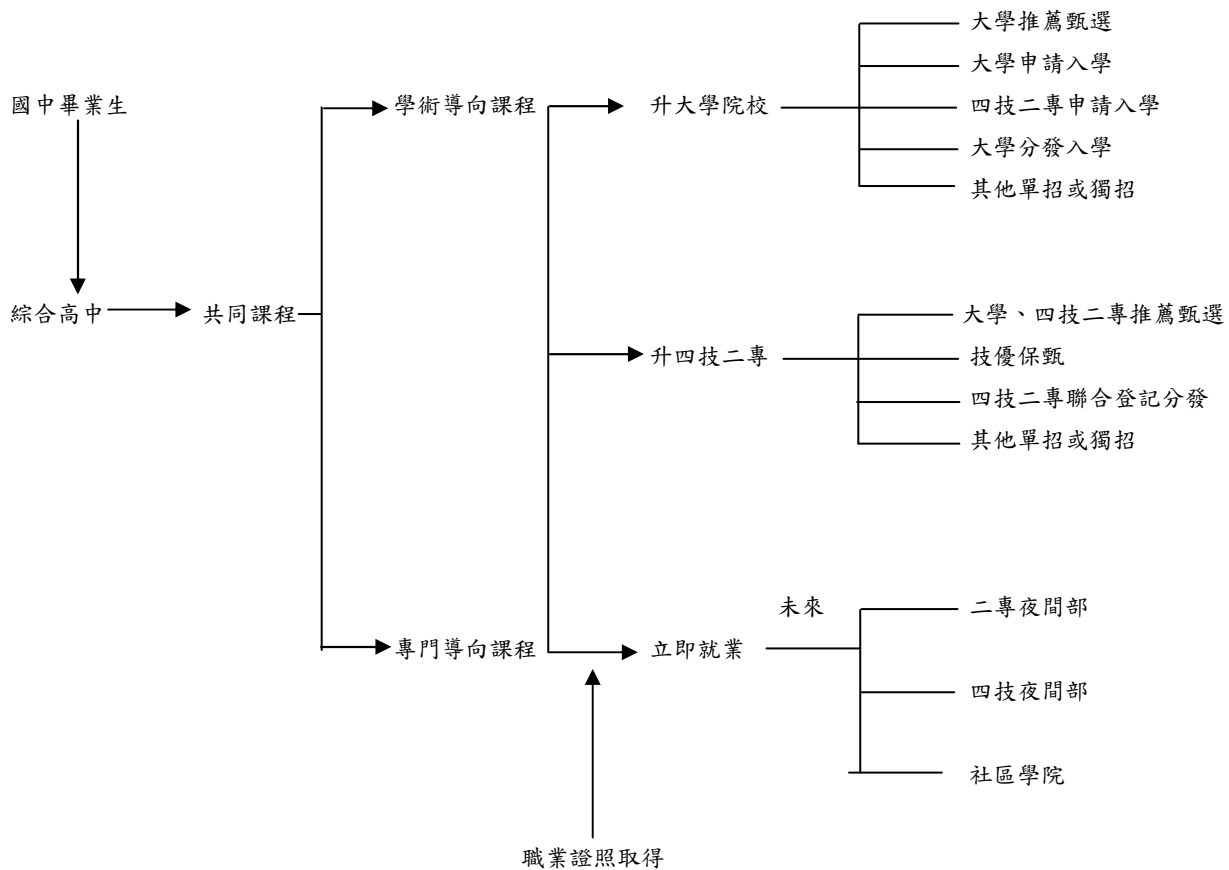 大學推薦甄選
大學申請入學
國中畢業生
學術導向課程
升大學院校
四技二專申請入學
大學分發入學
其他單招或獨招
綜合高中
共同課程
大學、四技二專推薦甄選
升四技二專
技優保甄
四技二專聯合登記分發
其他單招或獨招
未來
二專夜間部
專門導向課程
立即就業
四技夜間部
社區學院
職業證照取得